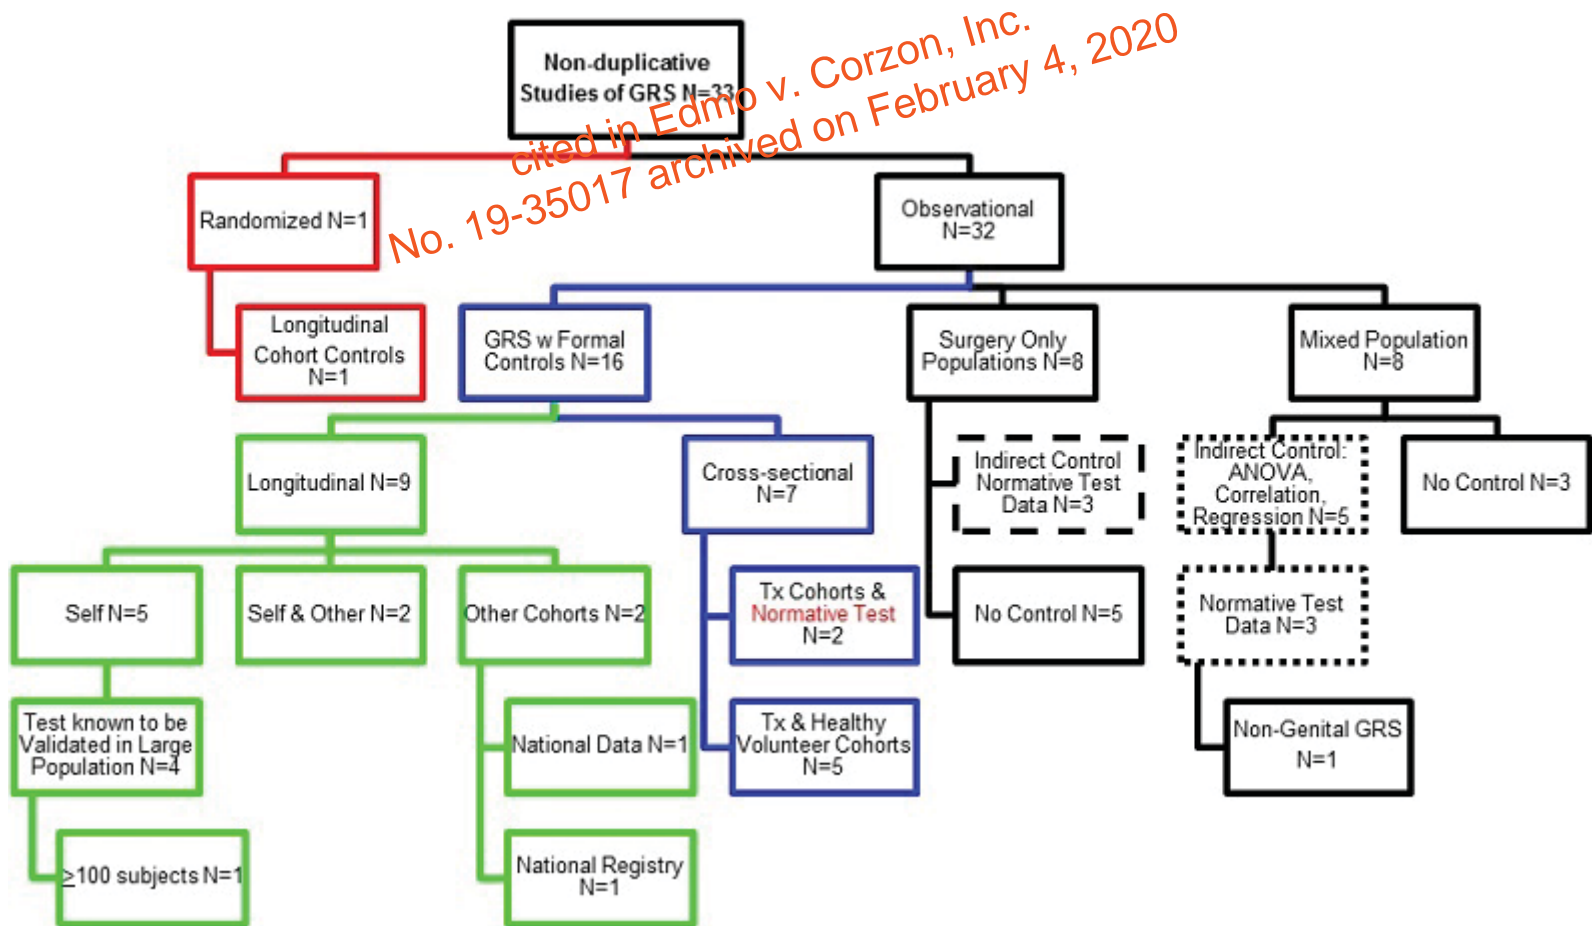 Non-duplicative
Studies of GRS N=33
cited in Edmo v. Corzon, Inc.
No. 19-35017 archived on February 4, 2020
Randomized N=1
Observational
N=32
Longitudinal
Cohort Controls
N=1
GRS w Formal
Controls N=16
Surgery Only
Populations N=8
Mixed Population
N=8
Longitudinal N=9
Cross-sectional
N=7
Indirect Control
Normative Test
Data N=3
Indirect Control:
ANOVA,
Correlation,
Regression N=5
No Control N=3
Self N=5
Self & Other N=2
Other Cohorts N=2
Tx Cohorts &
Normative Test
N=2
No Control N=5
Normative Test
Data N=3
Test known to be
Validated in Large
Population N=4
National Data N=1
Tx & Healthy
Volunteer Cohorts
N=5
Non-Genital GRS
N=1
≥100 subjects N=1
National Registry
N=1